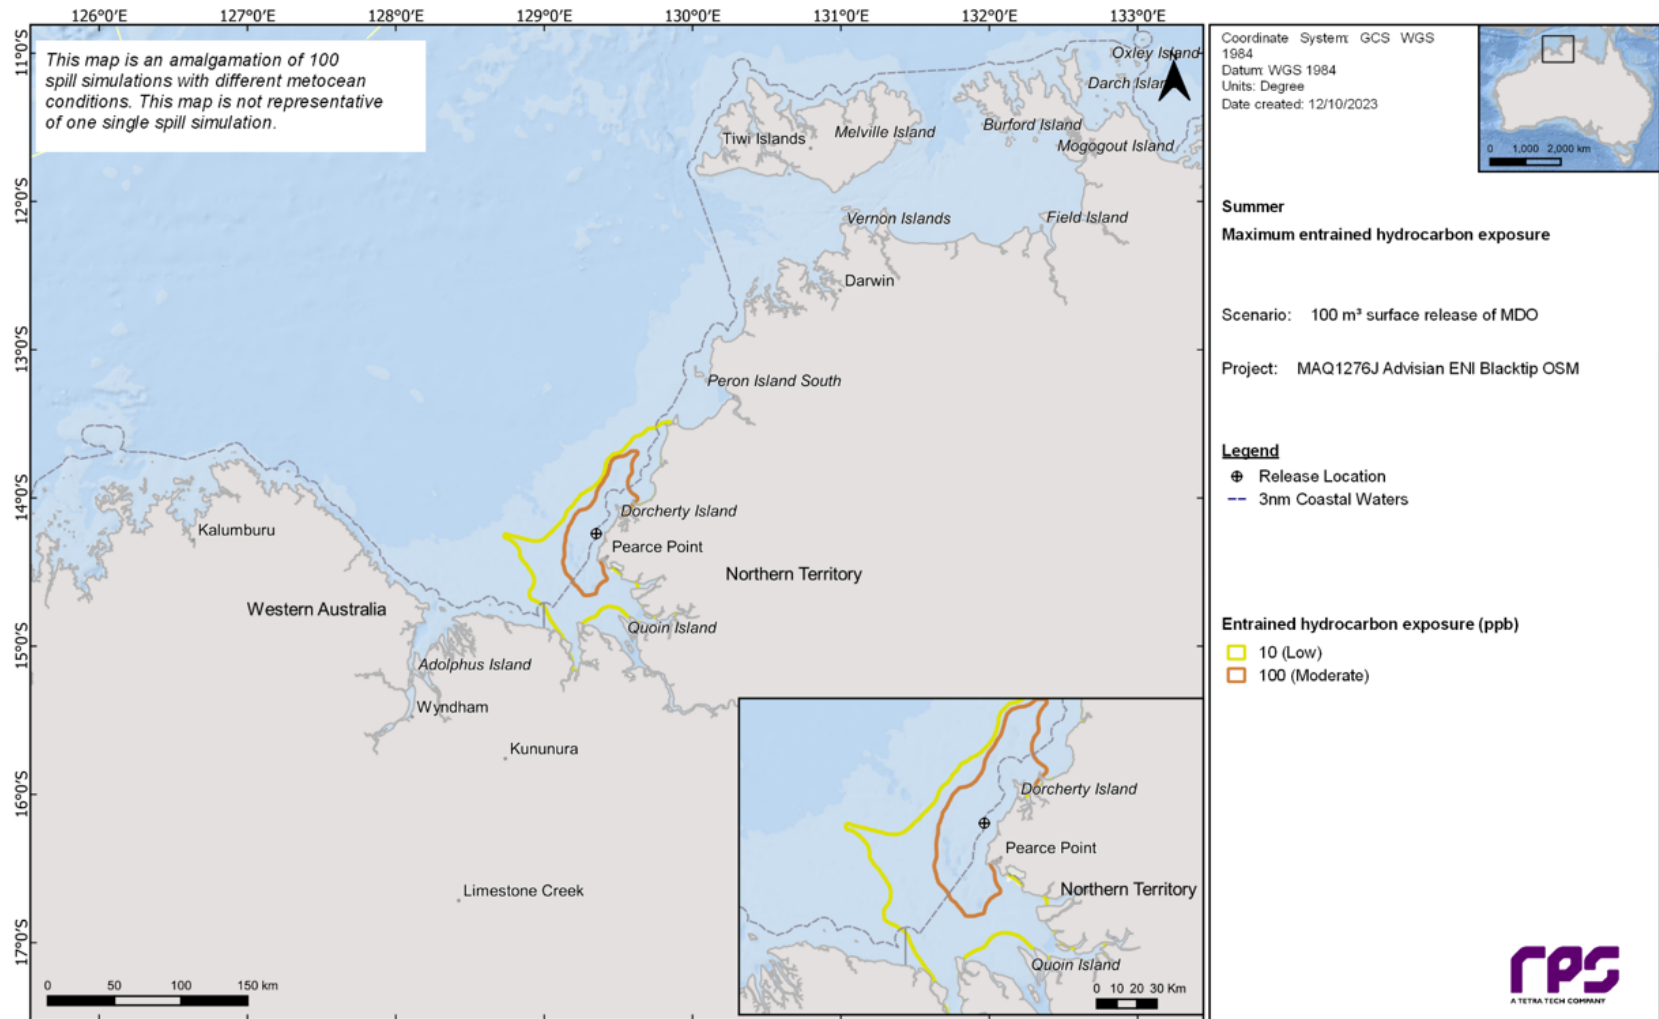 126°0'E 127°0'E 128°0'E 129°0'E 130°0'E 131°0'E 132°0'E 133°0'E
11°0'S
12°0'S
13°0'S
14°0'S
15°0'S
16°0'S
17°0'S
This map is an amalgamation of 100
spill simulations with different metocean
conditions. This map is not representative
of one single spill simulation.
Oxley Island
Darch Islan
Tiwi Islands
Melville Island
Burford Island
Mogogout Island
Vernon Islands
Field Island
Darwin
Peron Island South
Dorcherty Island
Kalumburu
Pearce Point
Northern Territory
Western Australia
Quoin Island
Adolphus Island
Wyndham
Kununura
Limestone Creek
0 50 100 150 km
Dorcherty Island
Pearce Point
Northern Territory
Quoin Island
0 10 20 30 Km
Coordinate System: GCS WGS
1984
Datum: WGS 1984
Units: Degree
Date created: 12/10/2023
0 1,000 2,000 km
Summer
Maximum entrained hydrocarbon exposure
Scenario: 100 m³ surface release of MDO
Project: MAQ1276J Advisian ENI Blacktip OSM
Legend
Release Location
3nm Coastal Waters
Entrained hydrocarbon exposure (ppb)
10 (Low)
100 (Moderate)
rps
A TETRA TECH COMPANY